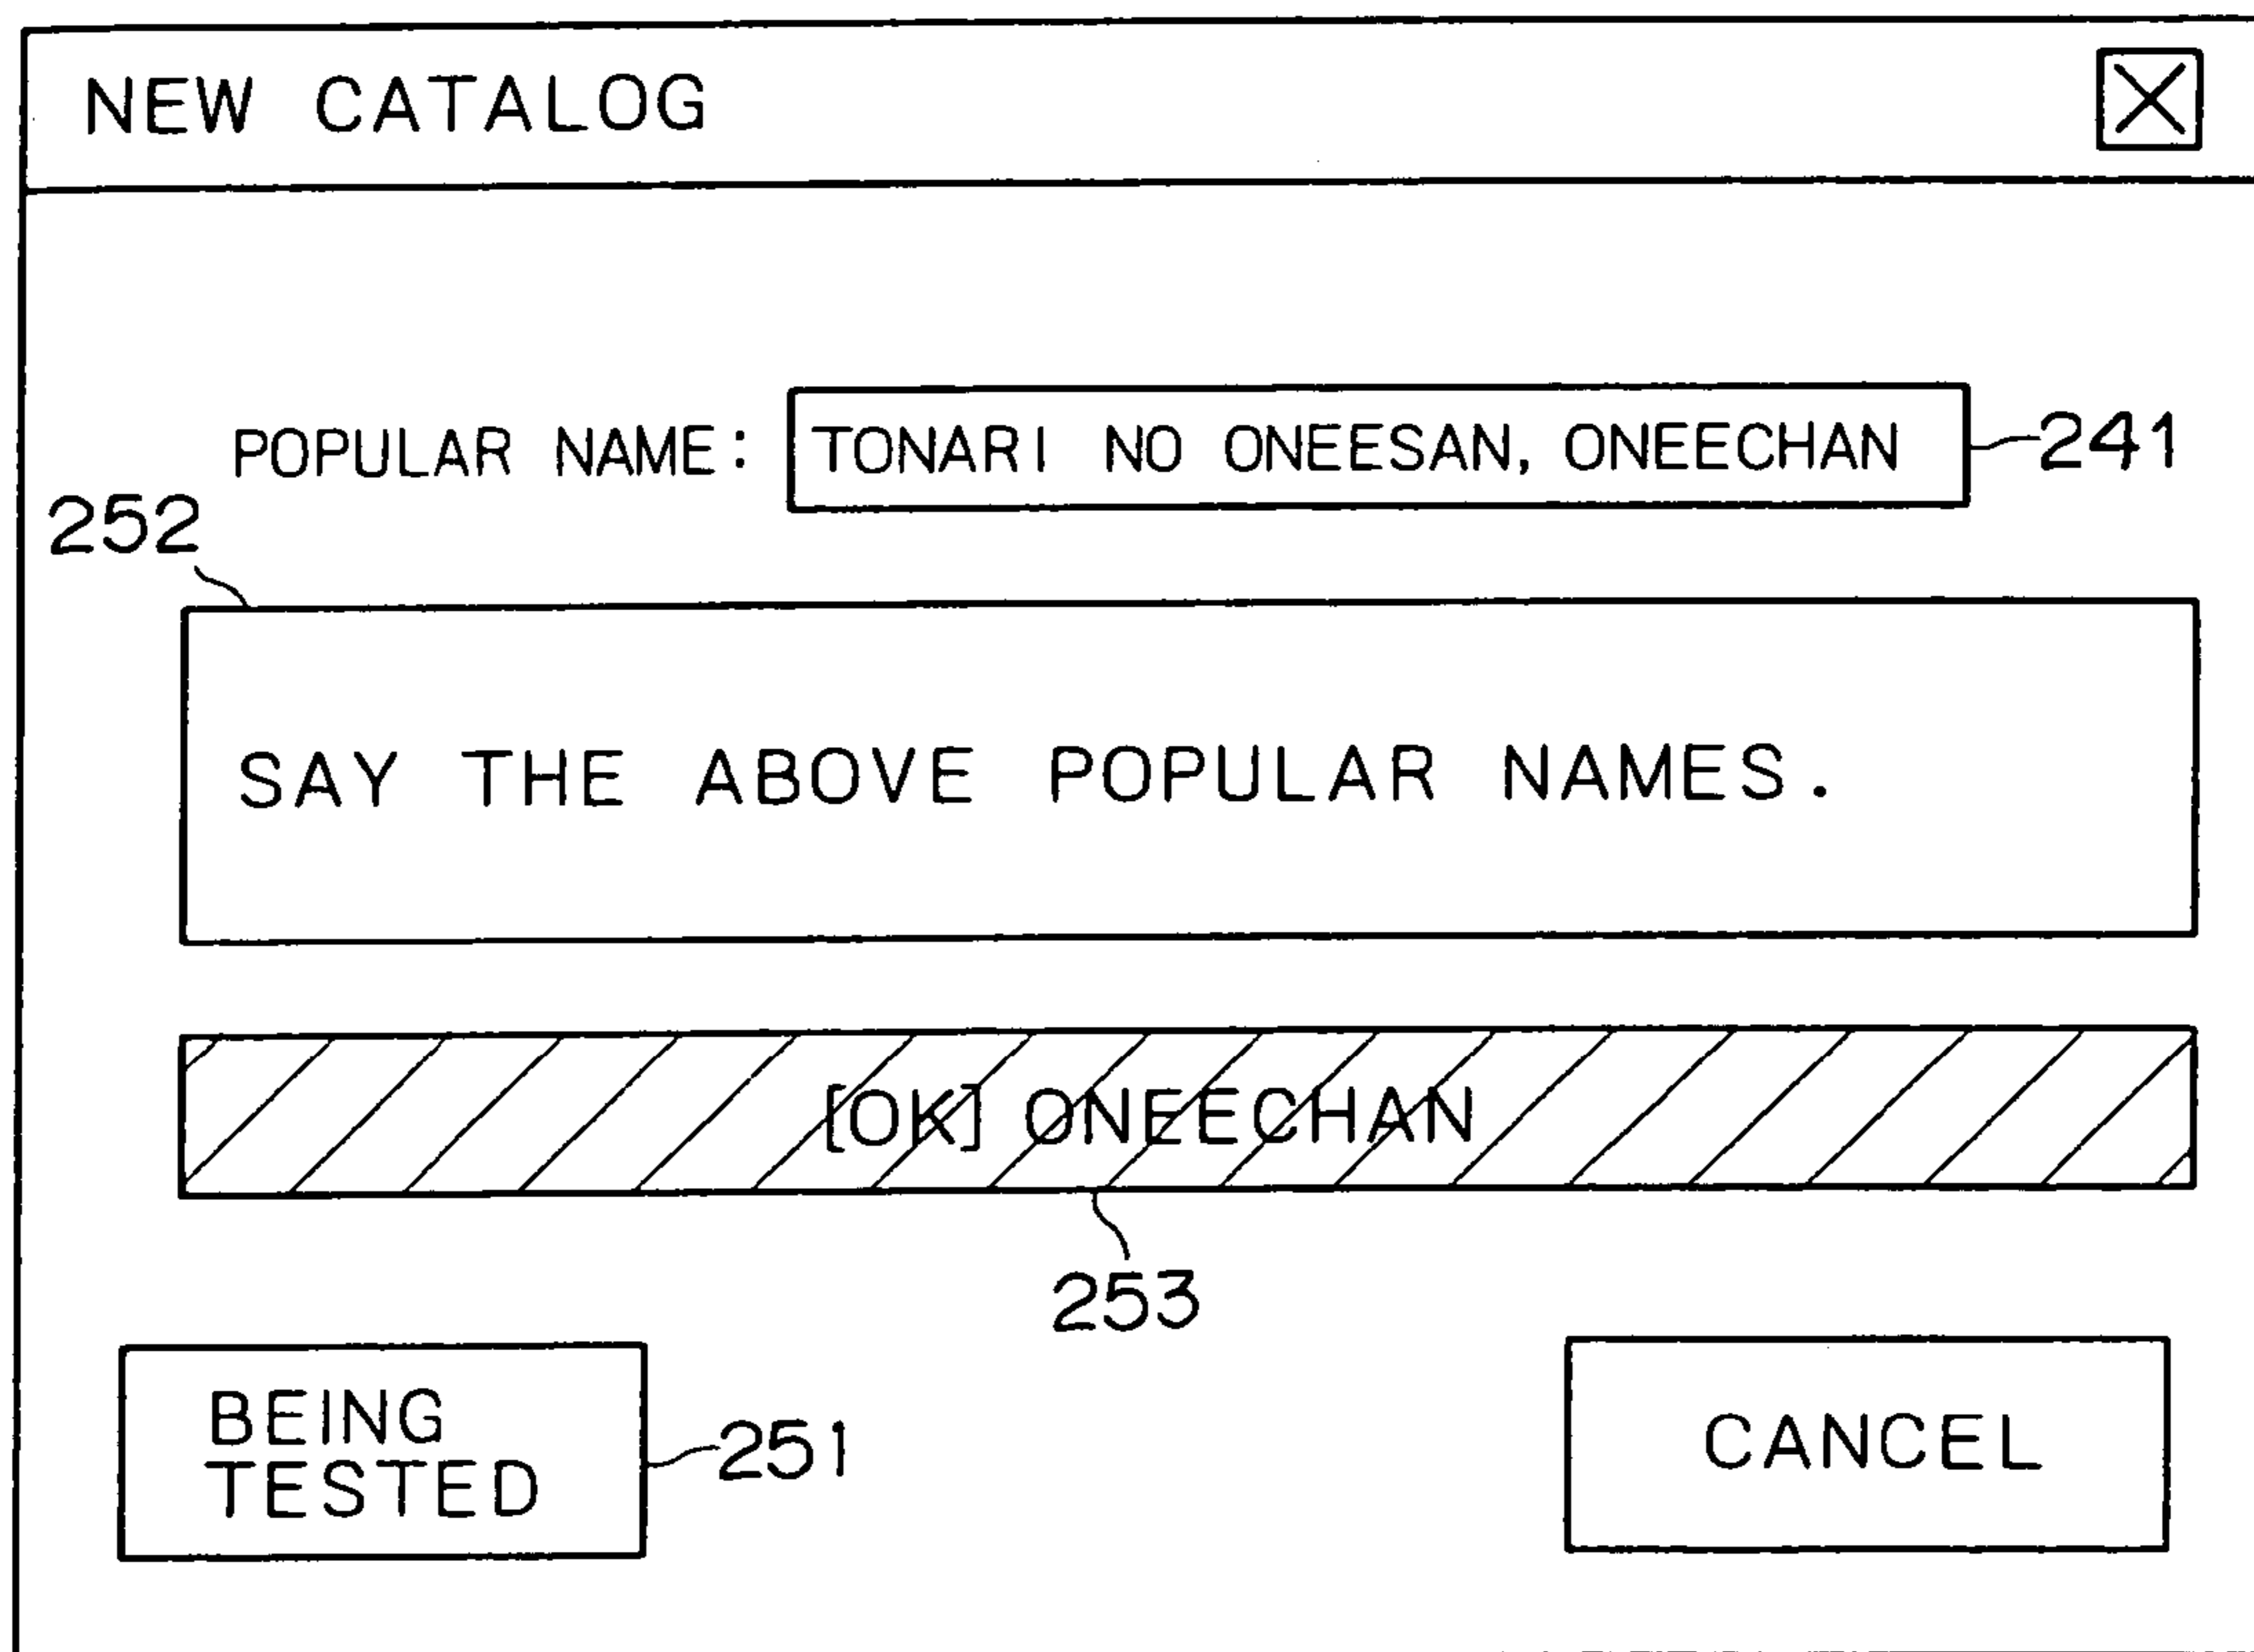 NEW CATALOG
POPULAR NAME: TONARI NO ONEESAN, ONEECHAN 241
252
SAY THE ABOVE POPULAR NAMES.
[OK] ONEECHAN
253
BEING
TESTED
251
CANCEL